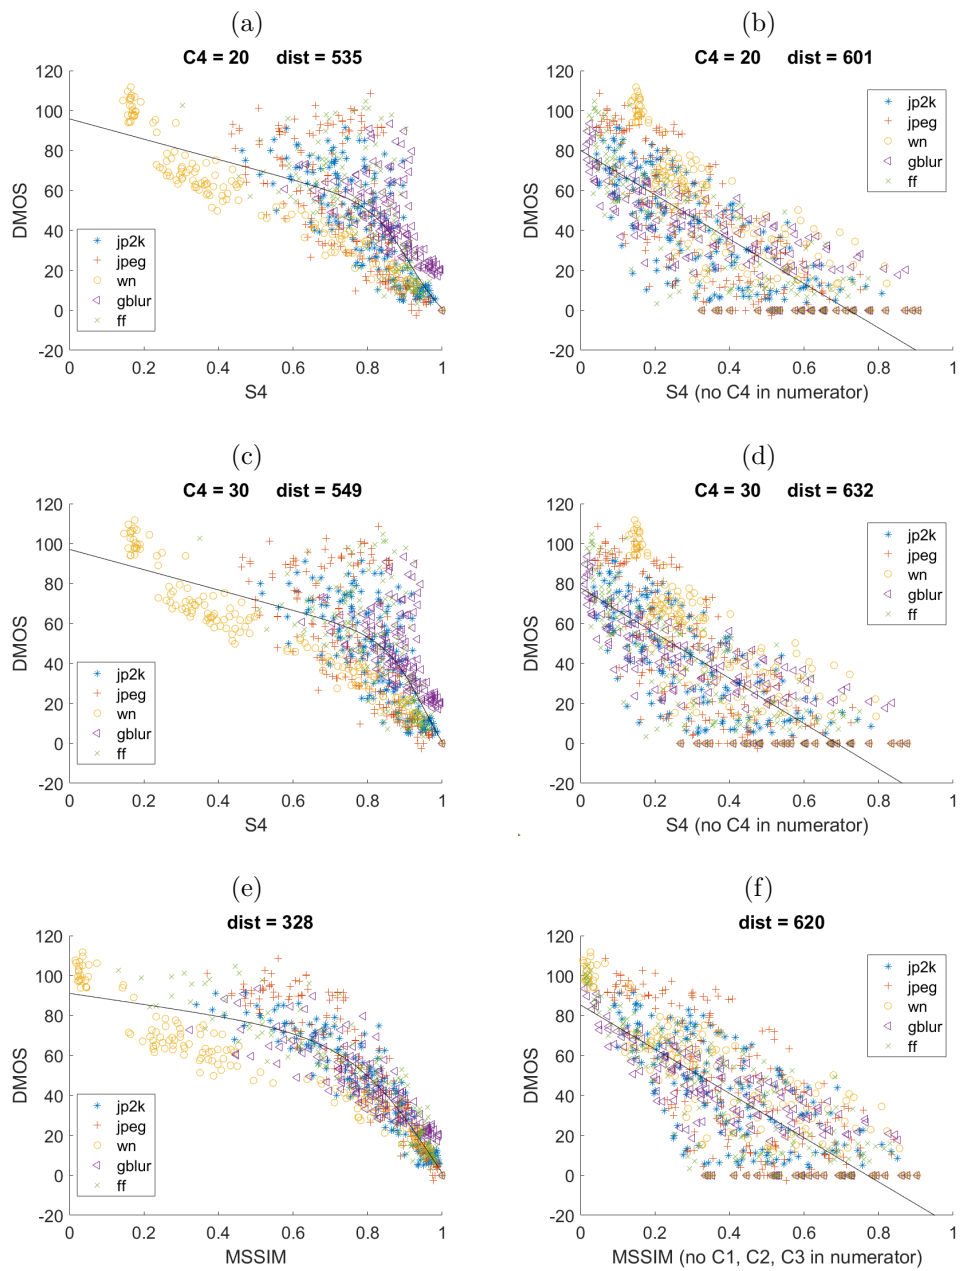 (a)
C4 = 20 dist = 535
120
100
80
60
40
20
0
-20
DMOS
jp2k
jpeg
wn
gblur
ff
0 0.2 0.4 0.6 0.8 1
S4
(b)
C4 = 20 dist = 601
120
100
80
60
40
20
0
-20
DMOS
jp2k
jpeg
wn
gblur
ff
0 0.2 0.4 0.6 0.8 1
S4 (no C4 in numerator)
(c)
C4 = 30 dist = 549
120
100
80
60
40
20
0
-20
DMOS
jp2k
jpeg
wn
gblur
ff
0 0.2 0.4 0.6 0.8 1
S4
(d)
C4 = 30 dist = 632
120
100
80
60
40
20
0
-20
DMOS
jp2k
jpeg
wn
gblur
ff
0 0.2 0.4 0.6 0.8 1
S4 (no C4 in numerator)
(e)
dist = 328
120
100
80
60
40
20
0
-20
DMOS
jp2k
jpeg
wn
gblur
ff
0 0.2 0.4 0.6 0.8 1
MSSIM
(f)
dist = 620
120
100
80
60
40
20
0
-20
DMOS
jp2k
jpeg
wn
gblur
ff
0 0.2 0.4 0.6 0.8 1
MSSIM (no C1, C2, C3 in numerator)